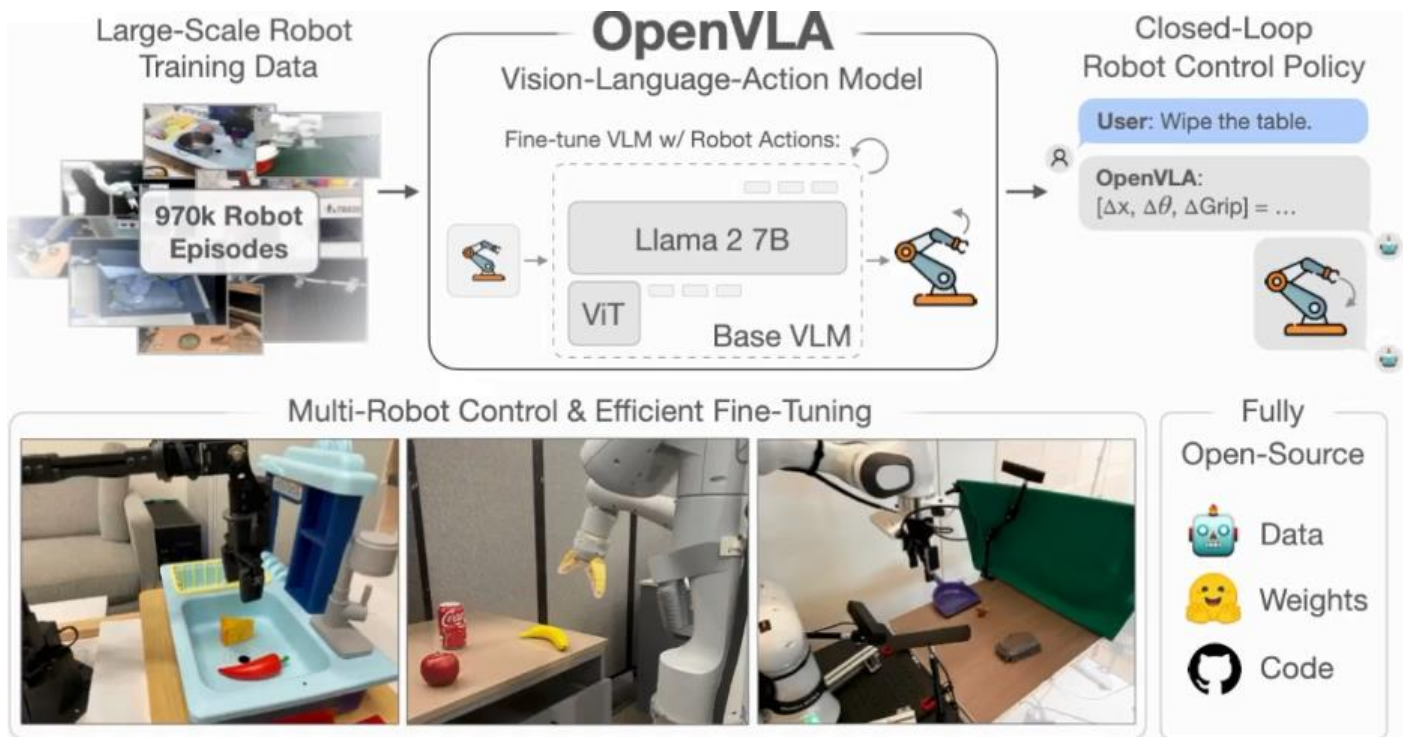 Large-Scale Robot
Training Data
970k Robot
Episodes
OpenVLA
Vision-Language-Action Model
Fine-tune VLM w/ Robot Actions:
Llama 2 7B
ViT
Base VLM
Closed-Loop
Robot Control Policy
User: Wipe the table.
OpenVLA:
[Δx, Δθ, ΔGrip] = ...
Multi-Robot Control & Efficient Fine-Tuning
Coca-Cola
Fully
Open-Source
Data
Weights
Code